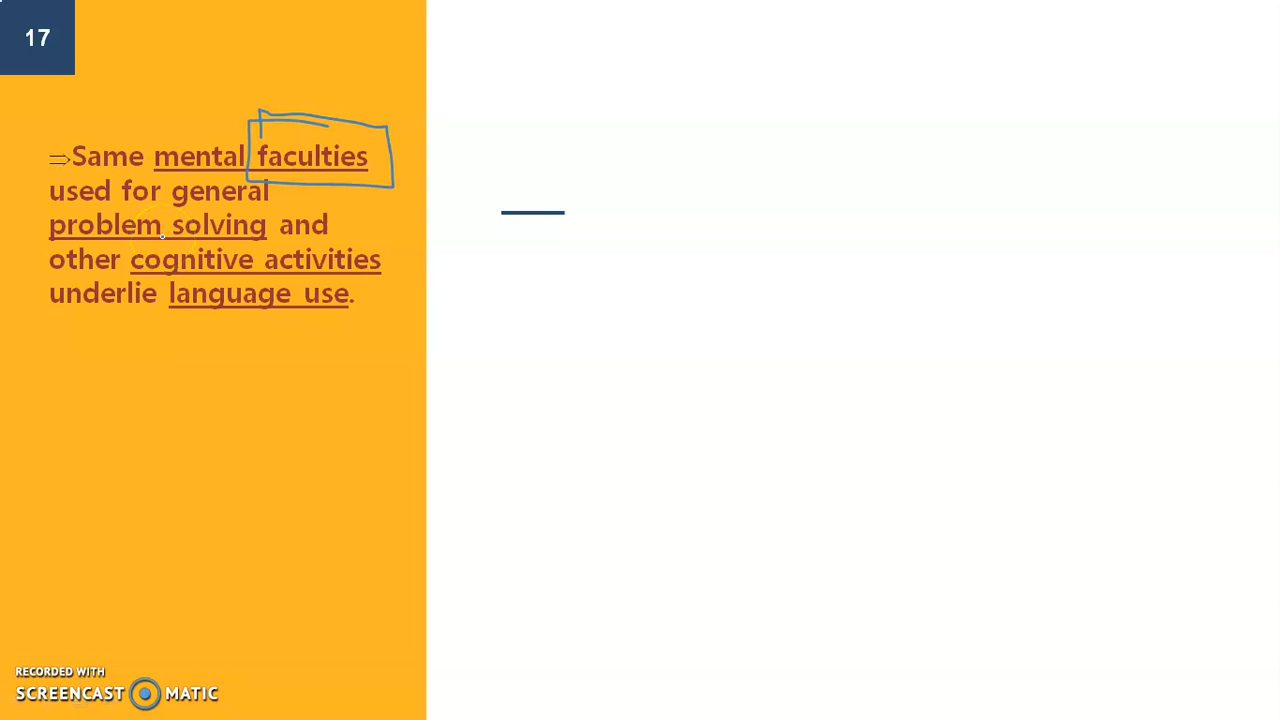 17
⇒Same mental faculties
used for general
problem solving and
other cognitive activities
underlie language use.
RECORDED WITH
SCREENCAST MATIC